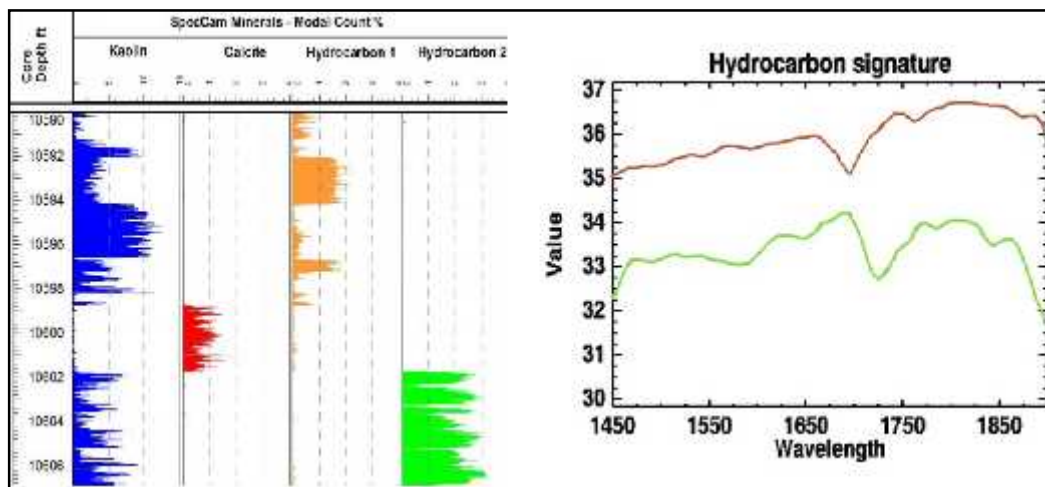 SpecCam Minerals - Modal Count %
Core Depth ft
Kaolin
Calcite
Hydrocarbon 1
Hydrocarbon 2
10592
10594
10596
10598
10600
10602
10604
10606
Hydrocarbon signature
Value
37
36
35
34
33
32
31
30
1450
1550
1650
1750
1850
Wavelength